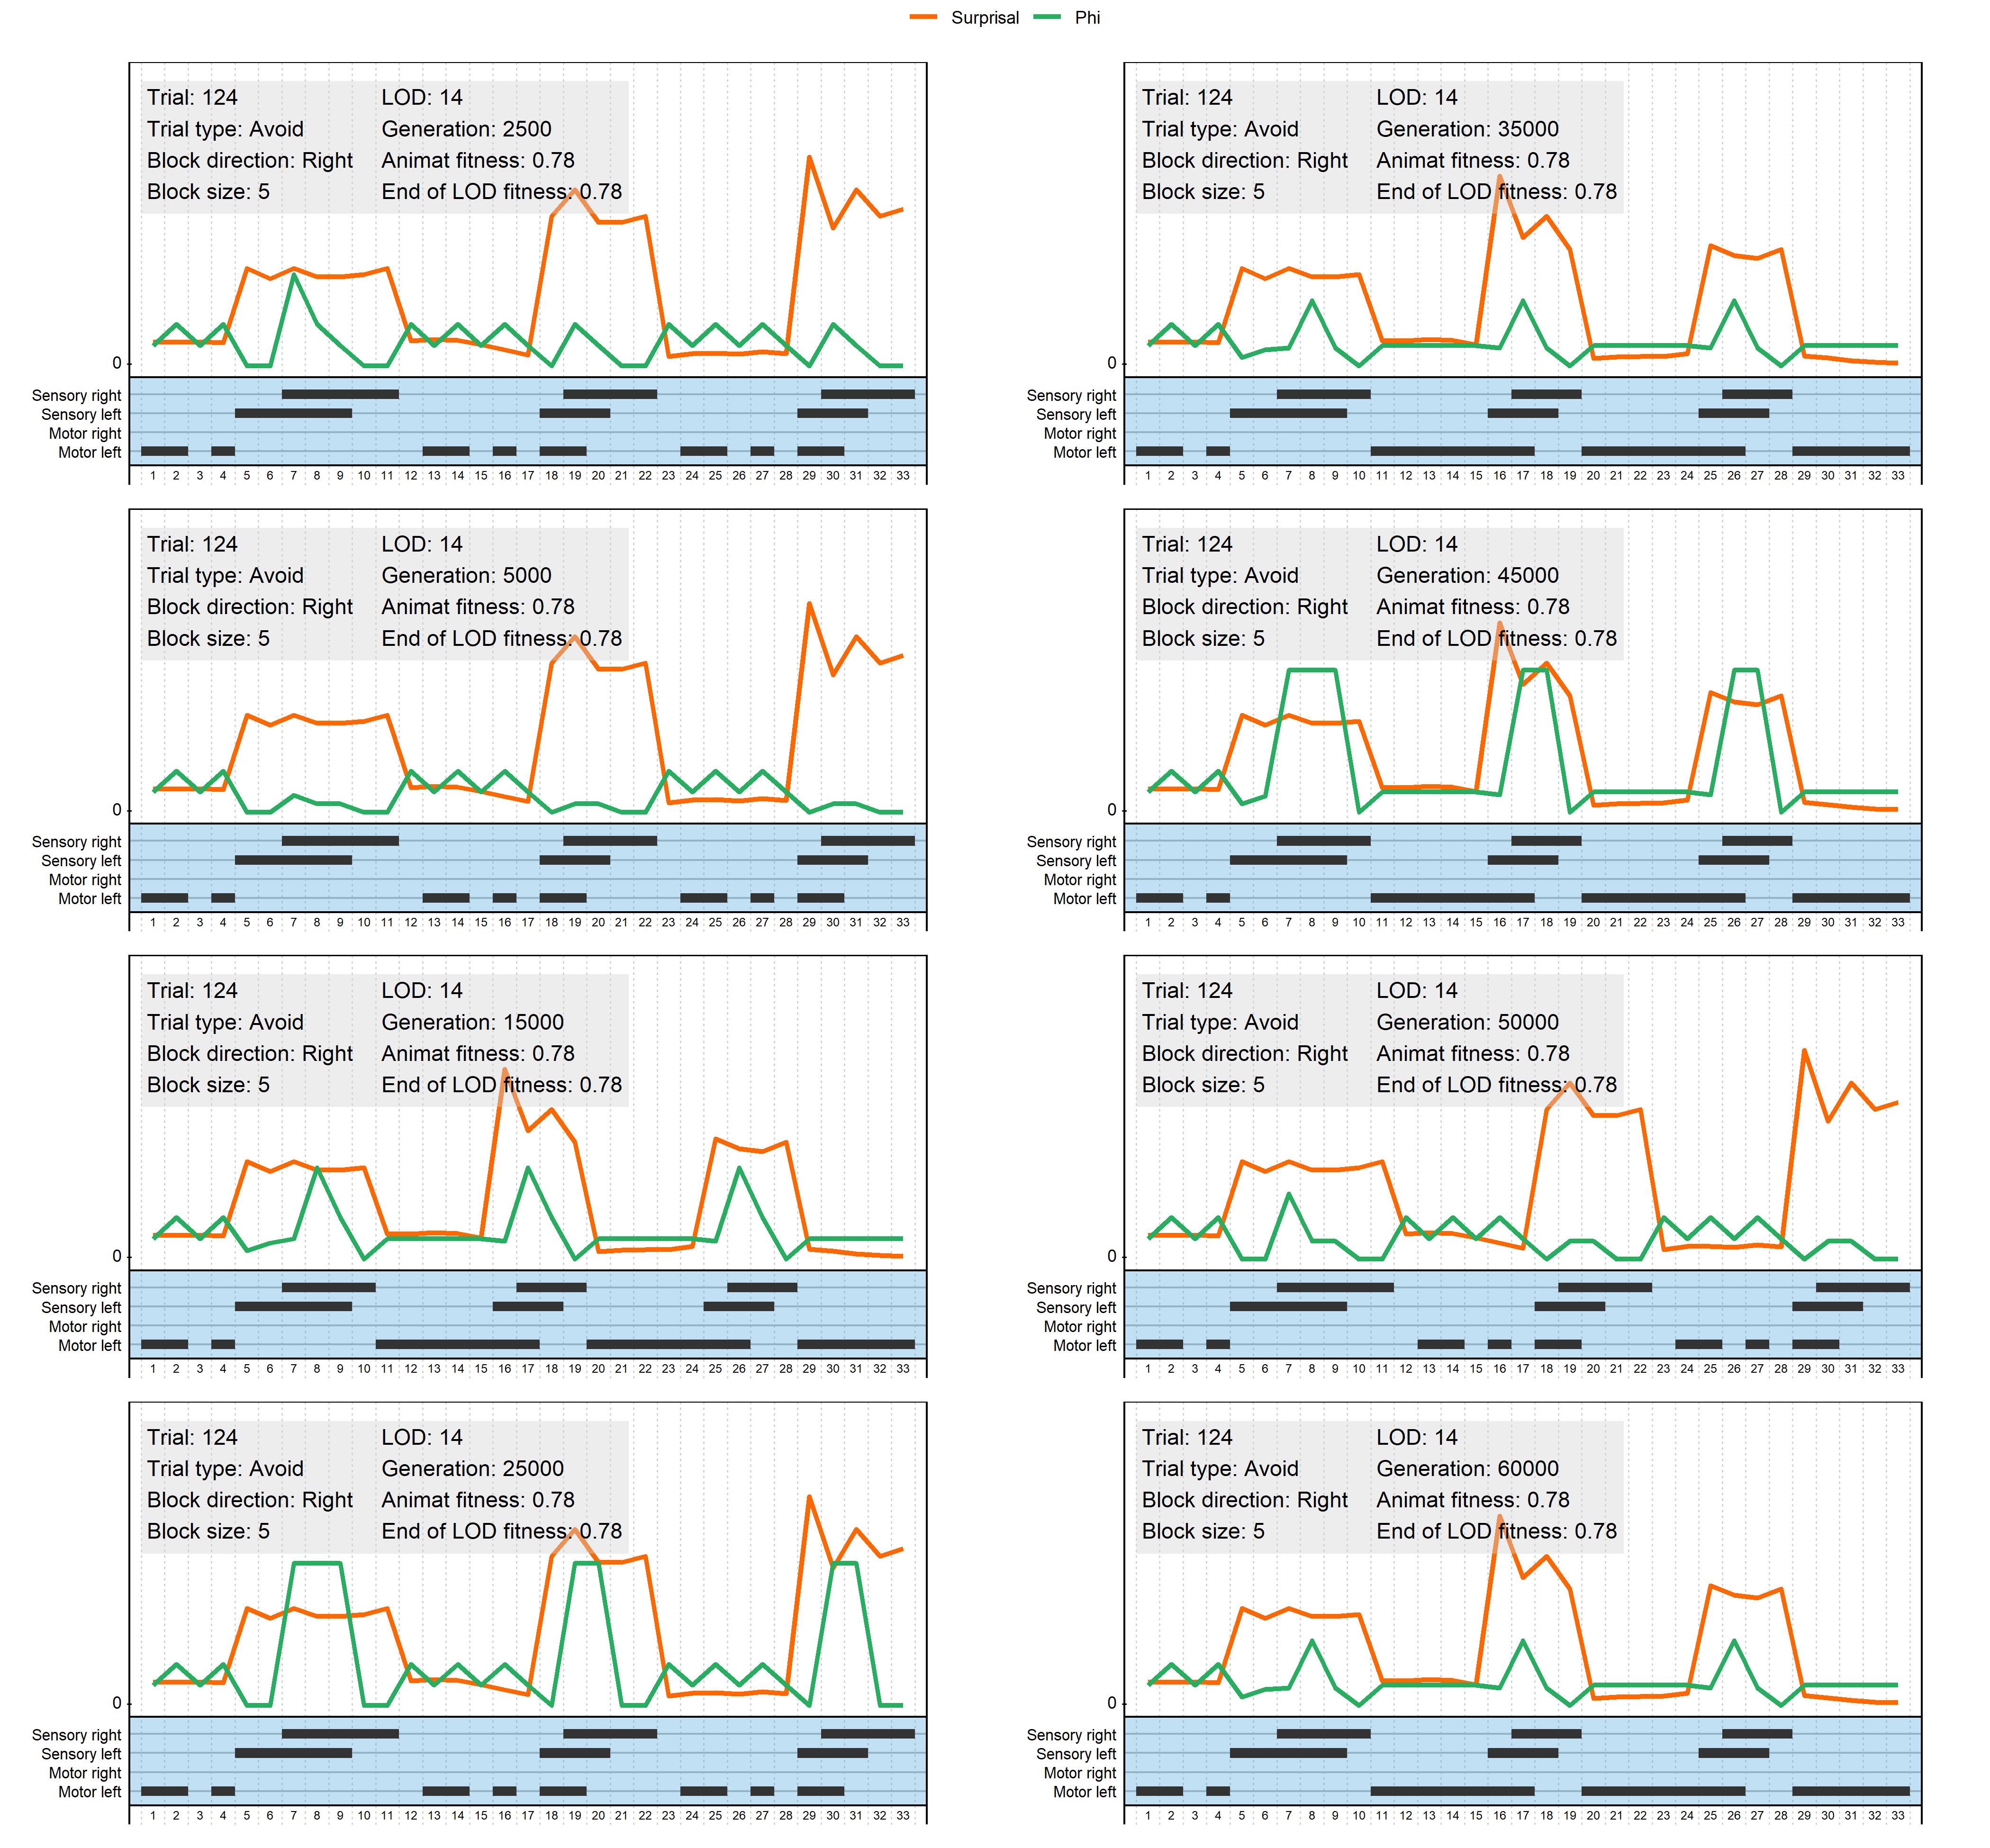 Surprisal Phi
Trial: 124 LOD: 14
Trial type: Avoid Generation: 2500
Block direction: Right Animat fitness: 0.78
Block size: 5 End of LOD fitness: 0.78
0
Sensory right
Sensory left
Motor right
Motor left
1 2 3 4 5 6 7 8 9 10 11 12 13 14 15 16 17 18 19 20 21 22 23 24 25 26 27 28 29 30 31 32 33
Trial: 124 LOD: 14
Trial type: Avoid Generation: 35000
Block direction: Right Animat fitness: 0.78
Block size: 5 End of LOD fitness: 0.78
0
Sensory right
Sensory left
Motor right
Motor left
1 2 3 4 5 6 7 8 9 10 11 12 13 14 15 16 17 18 19 20 21 22 23 24 25 26 27 28 29 30 31 32 33
Trial: 124 LOD: 14
Trial type: Avoid Generation: 5000
Block direction: Right Animat fitness: 0.78
Block size: 5 End of LOD fitness: 0.78
0
Sensory right
Sensory left
Motor right
Motor left
1 2 3 4 5 6 7 8 9 10 11 12 13 14 15 16 17 18 19 20 21 22 23 24 25 26 27 28 29 30 31 32 33
Trial: 124 LOD: 14
Trial type: Avoid Generation: 45000
Block direction: Right Animat fitness: 0.78
Block size: 5 End of LOD fitness: 0.78
0
Sensory right
Sensory left
Motor right
Motor left
1 2 3 4 5 6 7 8 9 10 11 12 13 14 15 16 17 18 19 20 21 22 23 24 25 26 27 28 29 30 31 32 33
Trial: 124 LOD: 14
Trial type: Avoid Generation: 15000
Block direction: Right Animat fitness: 0.78
Block size: 5 End of LOD fitness: 0.78
0
Sensory right
Sensory left
Motor right
Motor left
1 2 3 4 5 6 7 8 9 10 11 12 13 14 15 16 17 18 19 20 21 22 23 24 25 26 27 28 29 30 31 32 33
Trial: 124 LOD: 14
Trial type: Avoid Generation: 50000
Block direction: Right Animat fitness: 0.78
Block size: 5 End of LOD fitness: 0.78
0
Sensory right
Sensory left
Motor right
Motor left
1 2 3 4 5 6 7 8 9 10 11 12 13 14 15 16 17 18 19 20 21 22 23 24 25 26 27 28 29 30 31 32 33
Trial: 124 LOD: 14
Trial type: Avoid Generation: 25000
Block direction: Right Animat fitness: 0.78
Block size: 5 End of LOD fitness: 0.78
0
Sensory right
Sensory left
Motor right
Motor left
1 2 3 4 5 6 7 8 9 10 11 12 13 14 15 16 17 18 19 20 21 22 23 24 25 26 27 28 29 30 31 32 33
Trial: 124 LOD: 14
Trial type: Avoid Generation: 60000
Block direction: Right Animat fitness: 0.78
Block size: 5 End of LOD fitness: 0.78
0
Sensory right
Sensory left
Motor right
Motor left
1 2 3 4 5 6 7 8 9 10 11 12 13 14 15 16 17 18 19 20 21 22 23 24 25 26 27 28 29 30 31 32 33